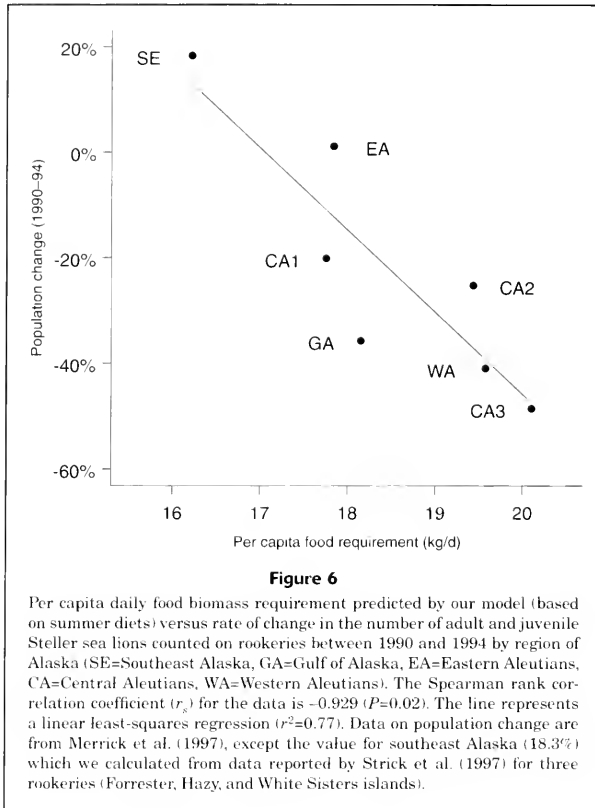 20%
SE
0%
EA
-20%
CA1
CA2
GA
-40%
WA
CA3
-60%
Population change (1990–94)
16 17 18 19 20
Per capita food requirement (kg/d)
Figure 6
Per capita daily food biomass requirement predicted by our model (based
on summer diets) versus rate of change in the number of adult and juvenile
Steller sea lions counted on rookeries between 1990 and 1994 by region of
Alaska (SE=Southeast Alaska, GA=Gulf of Alaska, EA=Eastern Aleutians,
CA=Central Aleutians, WA=Western Aleutians). The Spearman rank cor-
relation coefficient (rs) for the data is -0.929 (P=0.02). The line represents
a linear least-squares regression (r²=0.77). Data on population change are
from Merrick et al. (1997), except the value for southeast Alaska (18.3%)
which we calculated from data reported by Strick et al. (1997) for three
rookeries (Forrester, Hazy, and White Sisters islands).